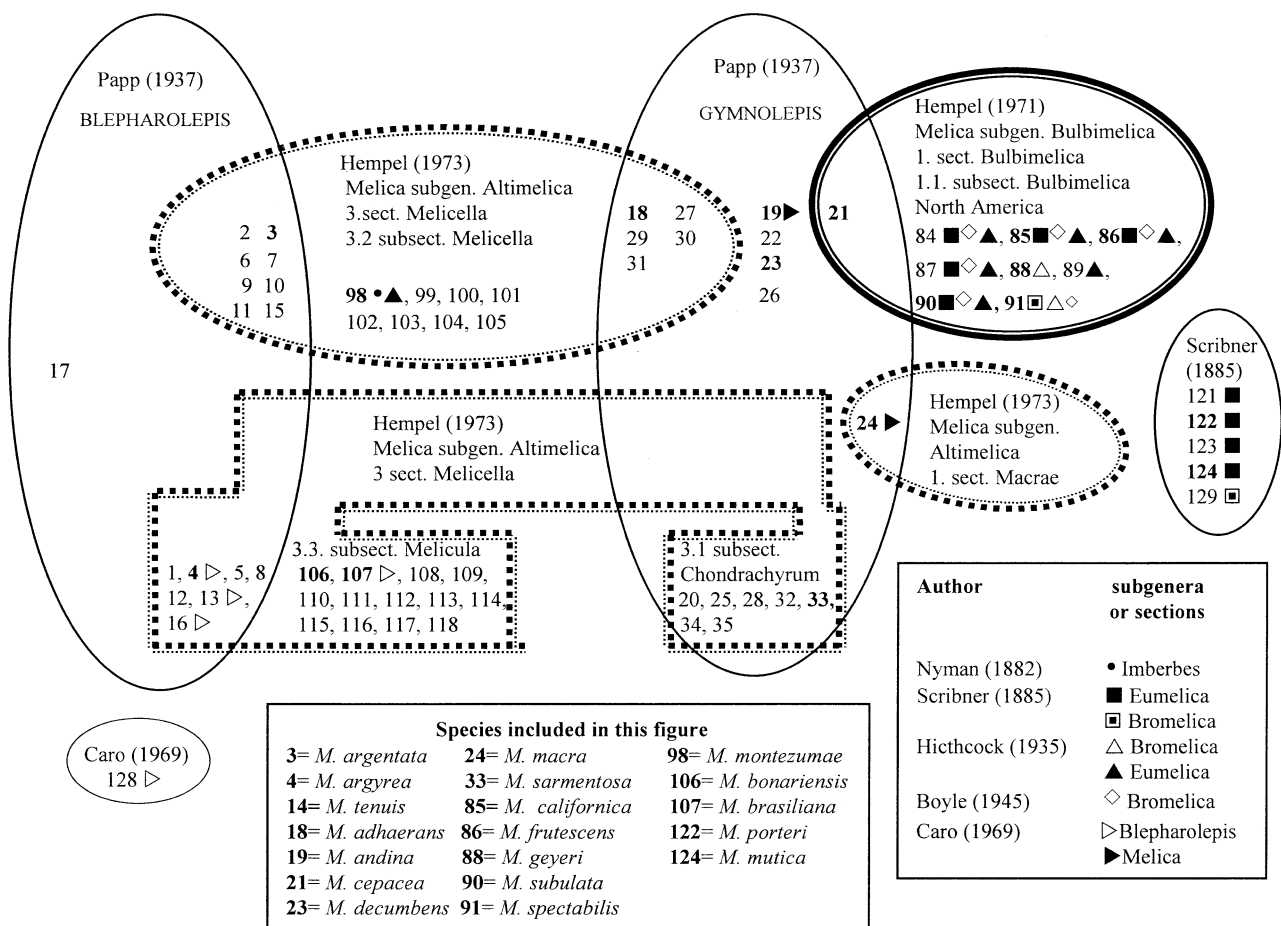 Papp (1937)
BLEPHAROLEPIS
Papp (1937)
GYMNOLEPIS
Hempel (1971)
Melica subgen. Bulbimelica
1. sect. Bulbimelica
1.1. subsect. Bulbimelica
North America
84 ■◇▲, 85■◇▲, 86■◇▲,
87 ■◇▲, 88△, 89▲,
90■◇▲, 91▣△◇
Hempel (1973)
Melica subgen. Altimelica
3.sect. Melicella
3.2 subsect. Melicella
98 •▲, 99, 100, 101
102, 103, 104, 105
2 3
6 7
9 10
11 15
17
18 27
29 30
31
19▶ 21
22
23
26
Scribner
(1885)
121 ■
122 ■
123 ■
124 ■
129 ▣
24 ▶
Hempel (1973)
Melica subgen.
Altimelica
1. sect. Macrae
Hempel (1973)
Melica subgen. Altimelica
3 sect. Melicella
1, 4 ▷, 5, 8
12, 13 ▷,
16 ▷
3.3. subsect. Melicula
106, 107 ▷, 108, 109,
110, 111, 112, 113, 114,
115, 116, 117, 118
3.1 subsect.
Chondrachyrum
20, 25, 28, 32, 33,
34, 35
Caro (1969)
128 ▷
Species included in this figure
3= M. argentata 24= M. macra 98= M. montezumae
4= M. argyrea 33= M. sarmentosa 106= M. bonariensis
14= M. tenuis 85= M. californica 107= M. brasiliana
18= M. adhaerans 86= M. frutescens 122= M. porteri
19= M. andina 88= M. geyeri 124= M. mutica
21= M. cepacea 90= M. subulata
23= M. decumbens 91= M. spectabilis
Author subgenera
or sections
Nyman (1882) • Imberbes
Scribner (1885) ■ Eumelica
▣ Bromelica
Hicthcock (1935) △ Bromelica
▲ Eumelica
Boyle (1945) ◇ Bromelica
Caro (1969) ▷Blepharolepis
▶Melica